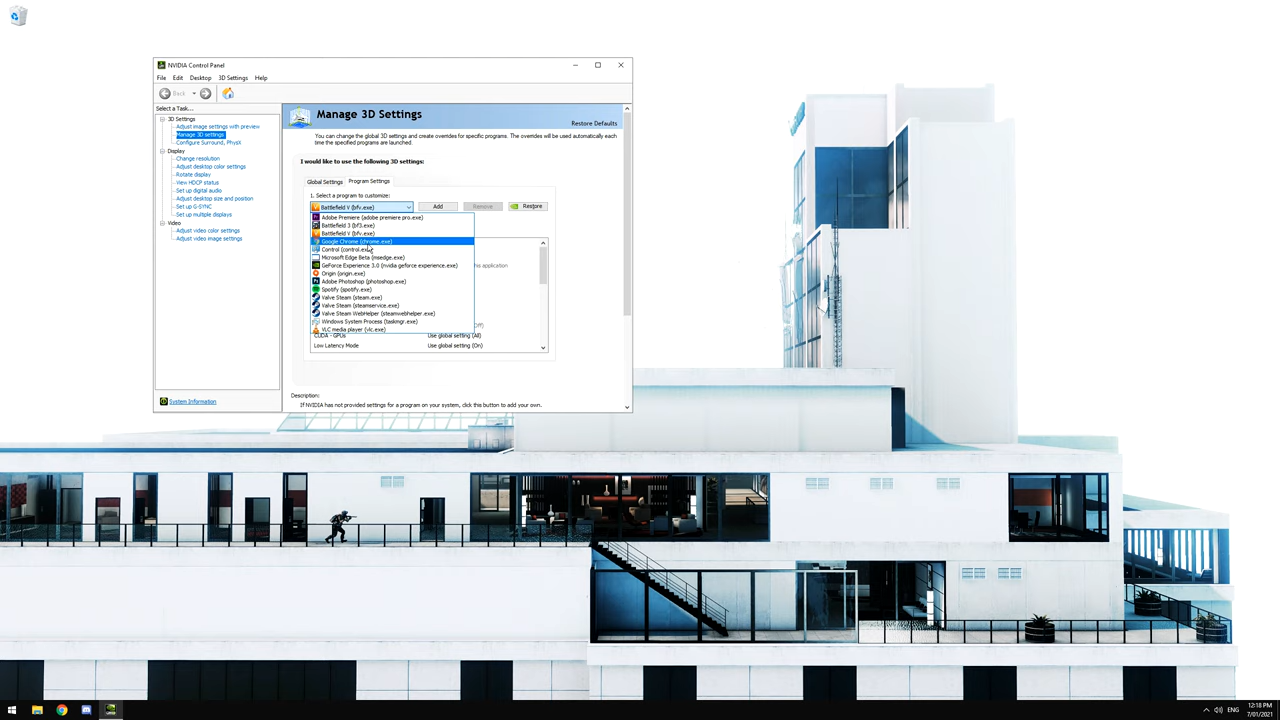 NVIDIA Control Panel
File Edit Desktop 3D Settings Help
Back
Select a Task...
3D Settings
Adjust image settings with preview
Manage 3D settings
Configure Surround, PhysX
Display
Change resolution
Adjust desktop color settings
Rotate display
View HDCP status
Set up digital audio
Adjust desktop size and position
Set up G-SYNC
Set up multiple displays
Video
Adjust video color settings
Adjust video image settings
System Information
Manage 3D Settings
Restore Defaults
You can change the global 3D settings and create overrides for specific programs. The overrides will be used automatically each
time the specified programs are launched.
I would like to use the following 3D settings:
Global Settings Program Settings
1. Select a program to customize:
Battlefield V (bfv.exe) Add Remove Restore
Adobe Premiere (adobe premiere pro.exe)
Battlefield 3 (bf3.exe)
Battlefield V (bfv.exe)
Google Chrome (chrome.exe)
Control (control.exe)
Microsoft Edge Beta (msedge.exe)
GeForce Experience 3.0 (nvidia geforce experience.exe) his application
Origin (origin.exe)
Adobe Photoshop (photoshop.exe)
Spotify (spotify.exe)
Valve Steam (steam.exe)
Valve Steam (steamservice.exe)
Valve Steam WebHelper (steamwebhelper.exe)
Windows System Process (taskmgr.exe)
VLC media player (vlc.exe)
CUDA - GPUs Use global setting (All)
Low Latency Mode Use global setting (On)
Description:
If NVIDIA has not provided settings for a program on your system, click this button to add your own.
ENG
12:18 PM
7/01/2021